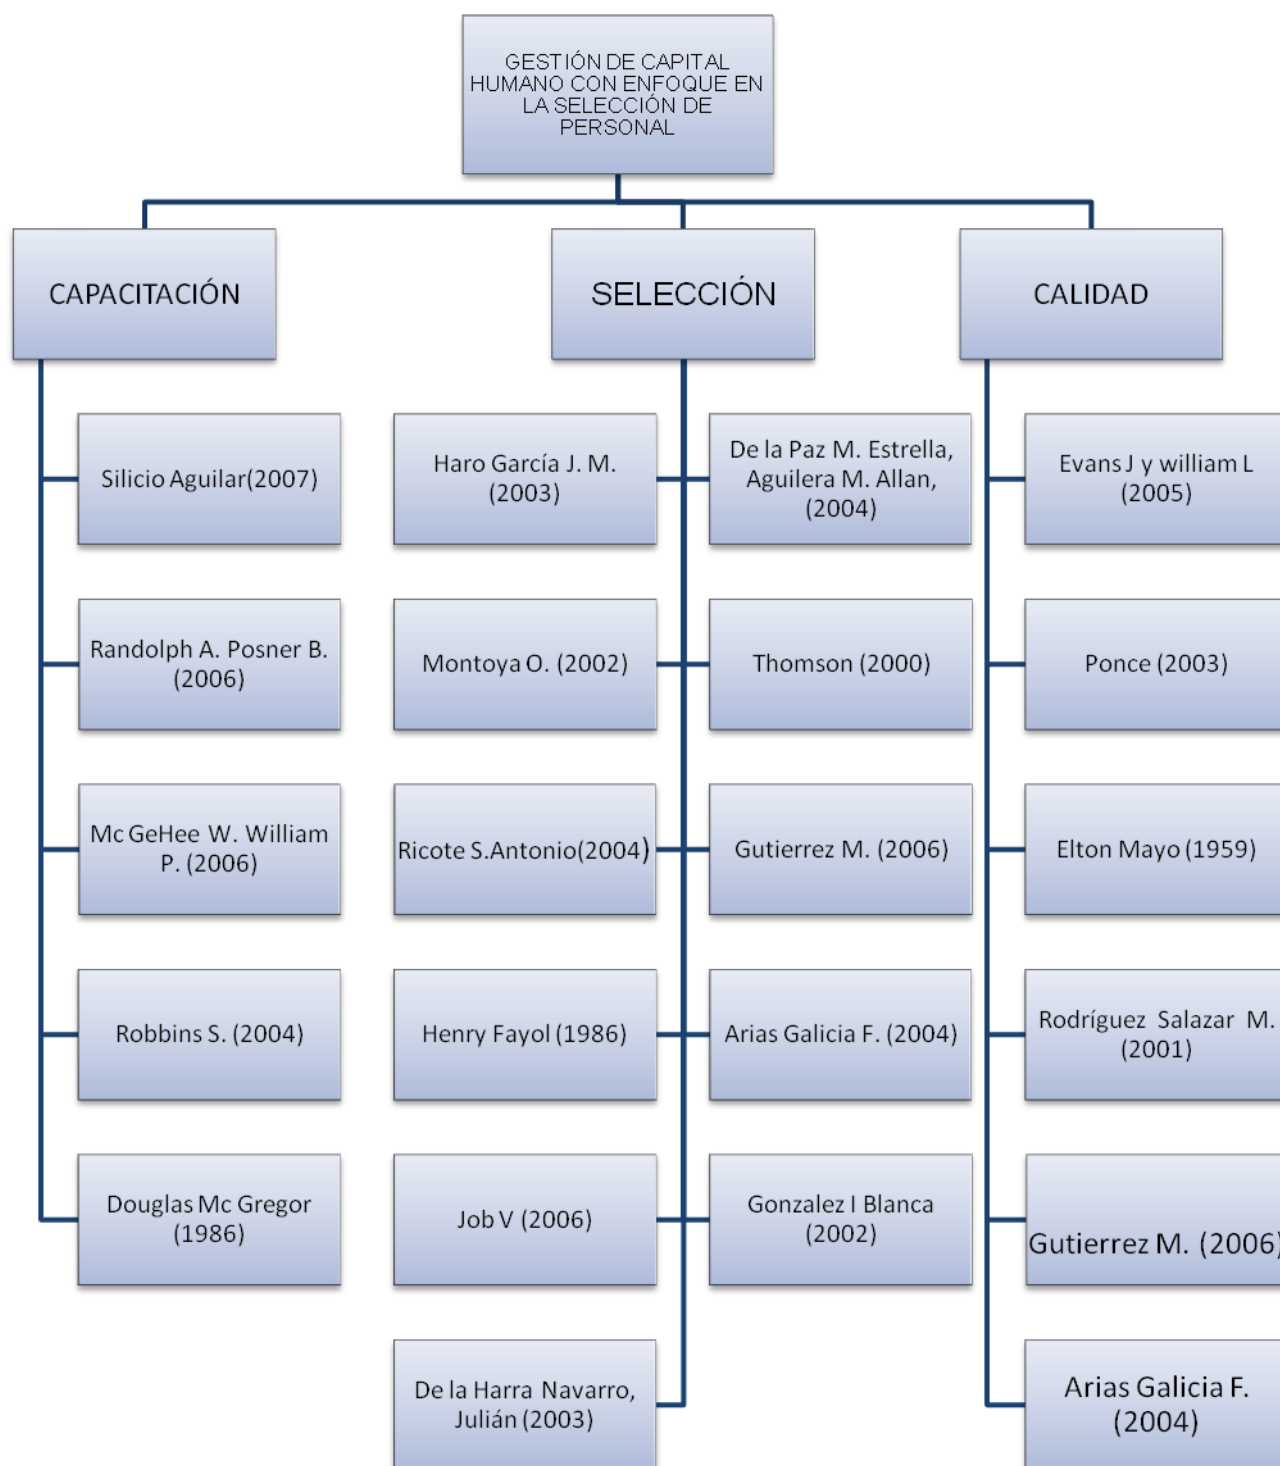 GESTIÓN DE CAPITAL
HUMANO CON ENFOQUE EN
LA SELECCIÓN DE
PERSONAL
CAPACITACIÓN
SELECCIÓN
CALIDAD
Silicio Aguilar(2007)
Randolph A. Posner B.
(2006)
Mc GeHee W. William
P. (2006)
Robbins S. (2004)
Douglas Mc Gregor
(1986)
Haro García J. M.
(2003)
De la Paz M. Estrella,
Aguilera M. Allan,
(2004)
Montoya O. (2002)
Thomson (2000)
Ricote S.Antonio(2004)
Gutierrez M. (2006)
Henry Fayol (1986)
Arias Galicia F. (2004)
Job V (2006)
Gonzalez I Blanca
(2002)
De la Harra Navarro,
Julián (2003)
Evans J y william L
(2005)
Ponce (2003)
Elton Mayo (1959)
Rodríguez Salazar M.
(2001)
Gutierrez M. (2006)
Arias Galicia F.
(2004)